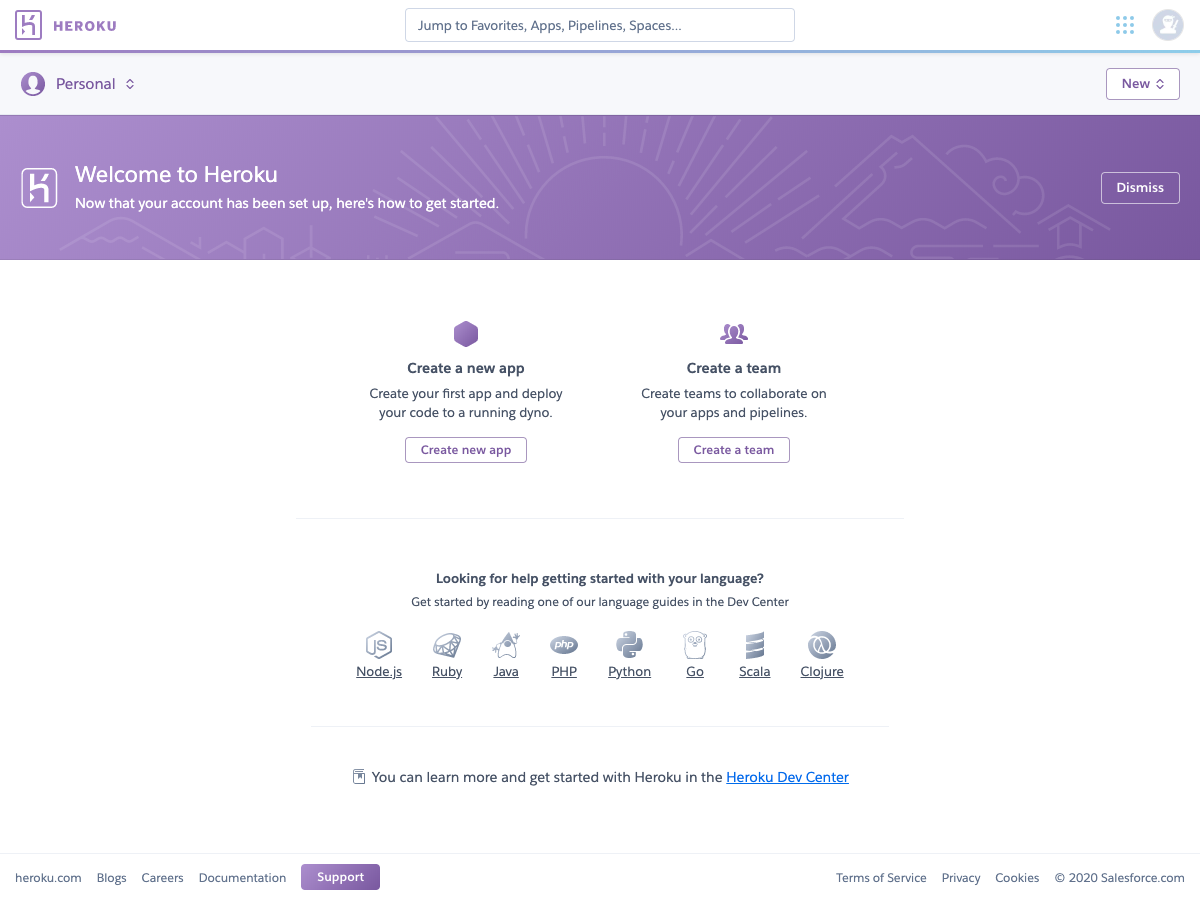 HEROKU
Jump to Favorites, Apps, Pipelines, Spaces...
Personal
New
Welcome to Heroku
Now that your account has been set up, here's how to get started.
Dismiss
Create a new app
Create your first app and deploy
your code to a running dyno.
Create new app
Create a team
Create teams to collaborate on
your apps and pipelines.
Create a team
Looking for help getting started with your language?
Get started by reading one of our language guides in the Dev Center
JS
php
Node.js Ruby Java PHP Python Go Scala Clojure
You can learn more and get started with Heroku in the Heroku Dev Center
heroku.com Blogs Careers Documentation Support
Terms of Service Privacy Cookies © 2020 Salesforce.com